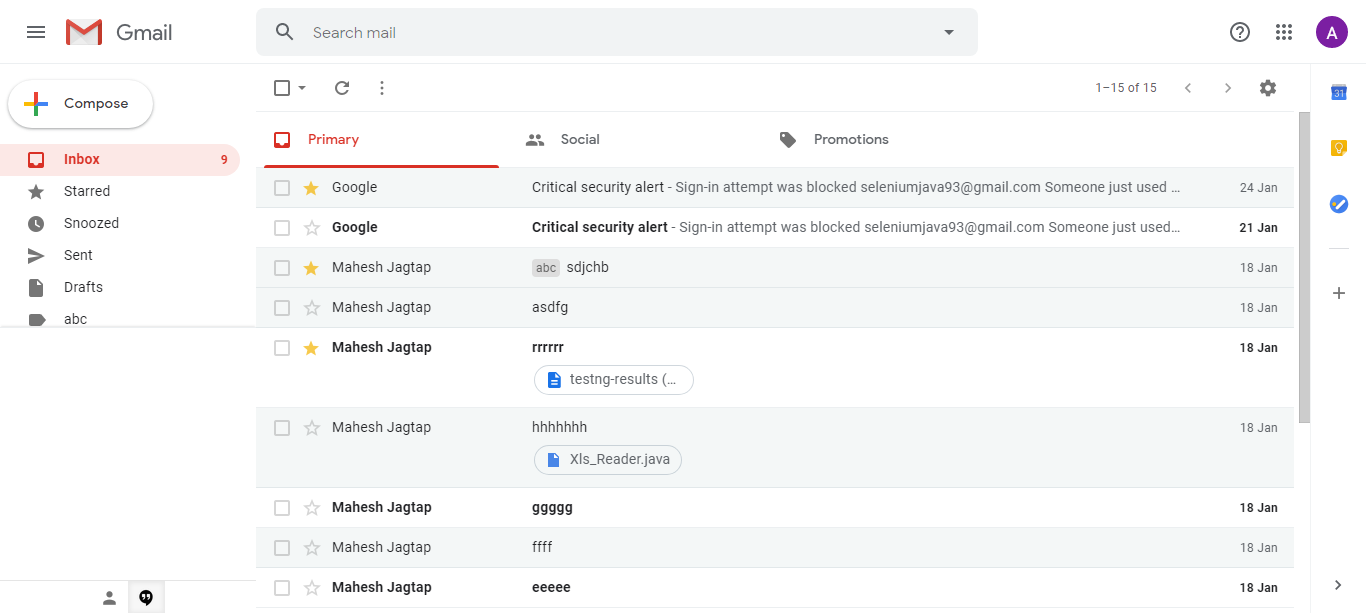 Gmail
Search mail
A
Compose
1–15 of 15
31
Primary
Social
Promotions
Inbox 9
Starred
Snoozed
Sent
Drafts
abc
Google Critical security alert - Sign-in attempt was blocked seleniumjava93@gmail.com Someone just used ... 24 Jan
Google Critical security alert - Sign-in attempt was blocked seleniumjava93@gmail.com Someone just used... 21 Jan
Mahesh Jagtap abc sdjchb 18 Jan
Mahesh Jagtap asdfg 18 Jan
Mahesh Jagtap rrrrrr 18 Jan
testng-results (...
Mahesh Jagtap hhhhhhh 18 Jan
Xls_Reader.java
Mahesh Jagtap ggggg 18 Jan
Mahesh Jagtap ffff 18 Jan
Mahesh Jagtap eeeee 18 Jan